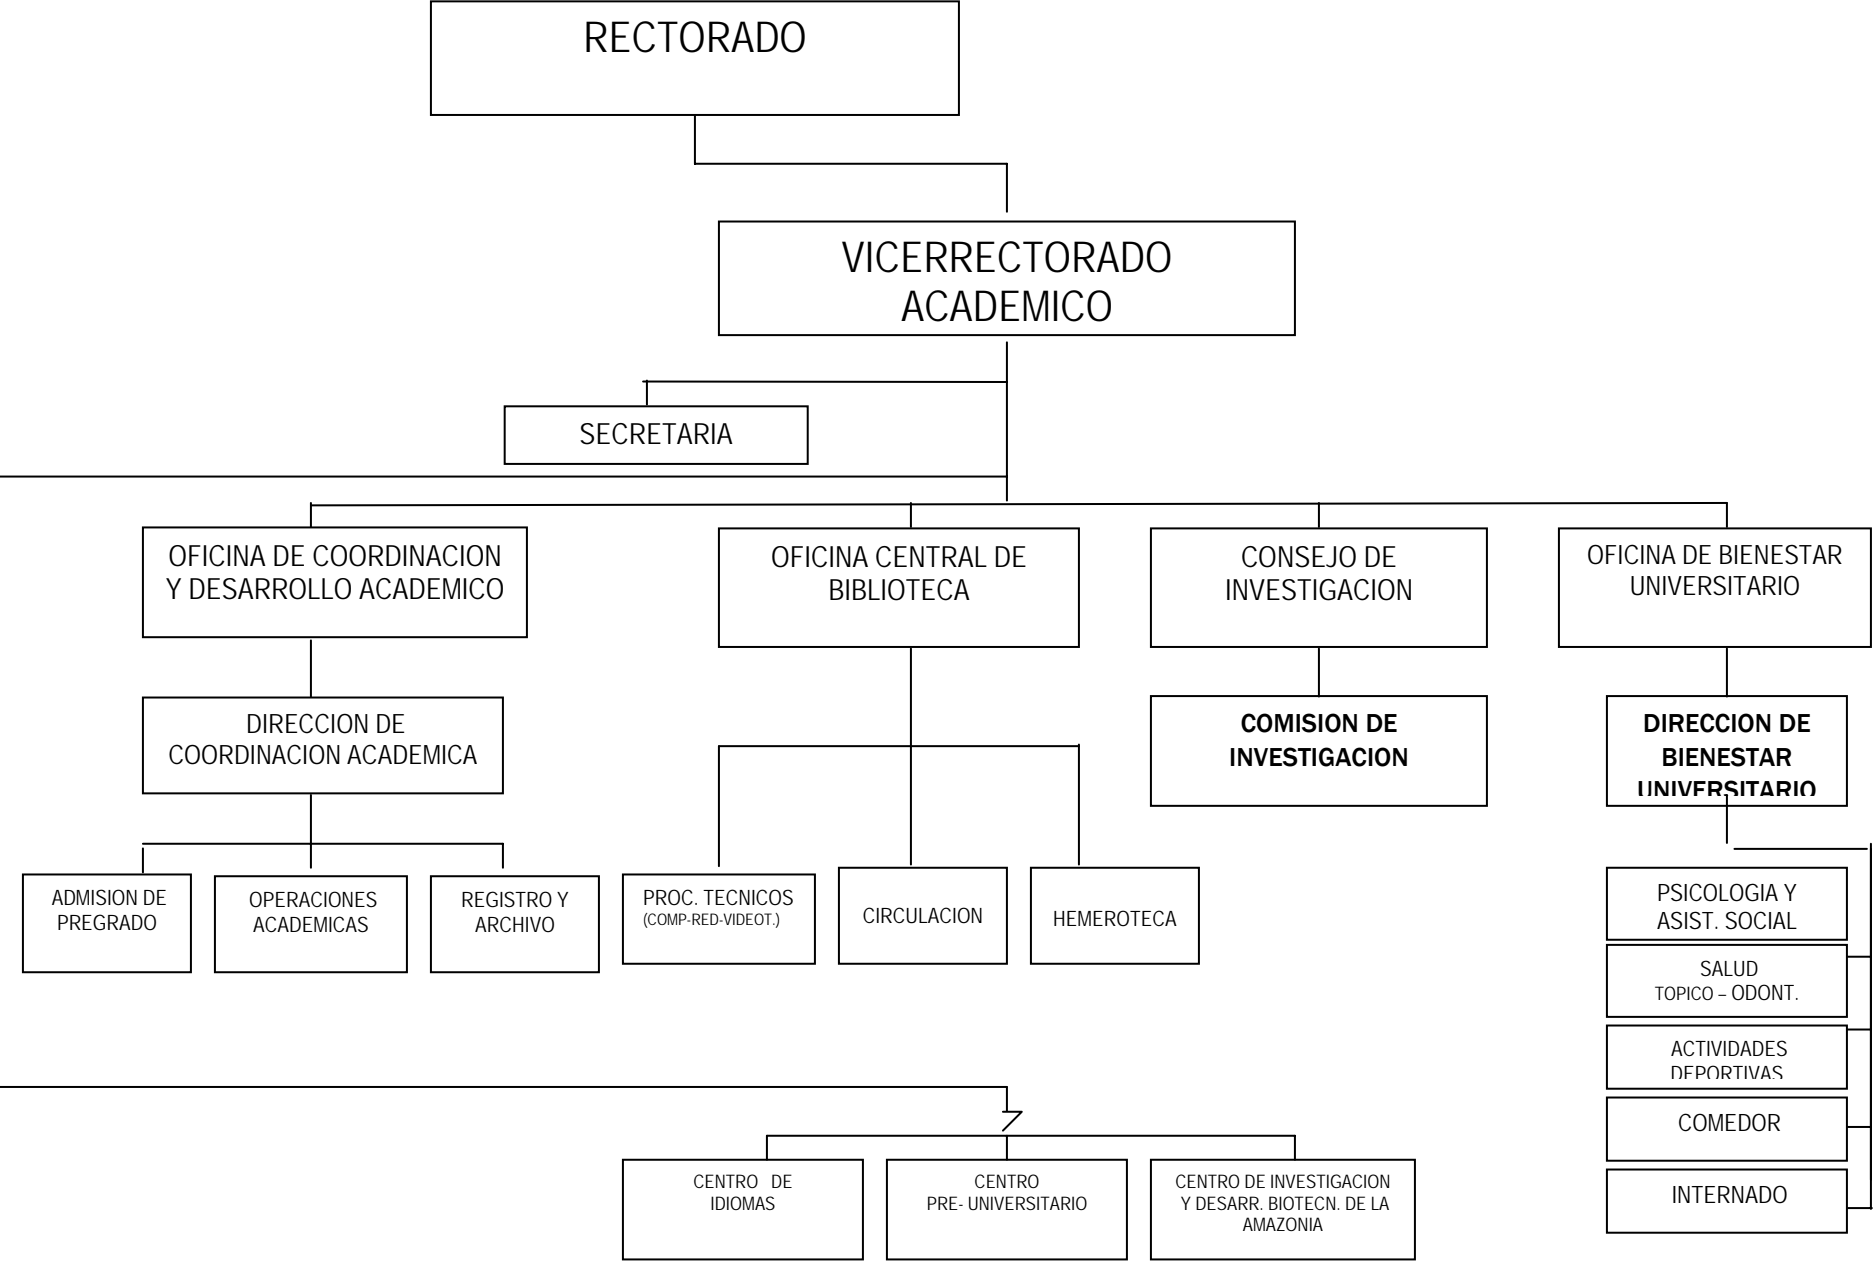 RECTORADO
VICERRECTORADO
ACADEMICO
SECRETARIA
OFICINA DE COORDINACION
Y DESARROLLO ACADEMICO
OFICINA CENTRAL DE
BIBLIOTECA
CONSEJO DE
INVESTIGACION
OFICINA DE BIENESTAR
UNIVERSITARIO
DIRECCION DE
COORDINACION ACADEMICA
COMISION DE
INVESTIGACION
DIRECCION DE
BIENESTAR
UNIVERSITARIO
ADMISION DE
PREGRADO
OPERACIONES
ACADEMICAS
REGISTRO Y
ARCHIVO
PROC. TECNICOS
(COMP-RED-VIDEOT.)
CIRCULACION
HEMEROTECA
PSICOLOGIA Y
ASIST. SOCIAL
SALUD
TOPICO – ODONT.
ACTIVIDADES
DEPORTIVAS
COMEDOR
INTERNADO
CENTRO DE
IDIOMAS
CENTRO
PRE- UNIVERSITARIO
CENTRO DE INVESTIGACION
Y DESARR. BIOTECN. DE LA
AMAZONIA